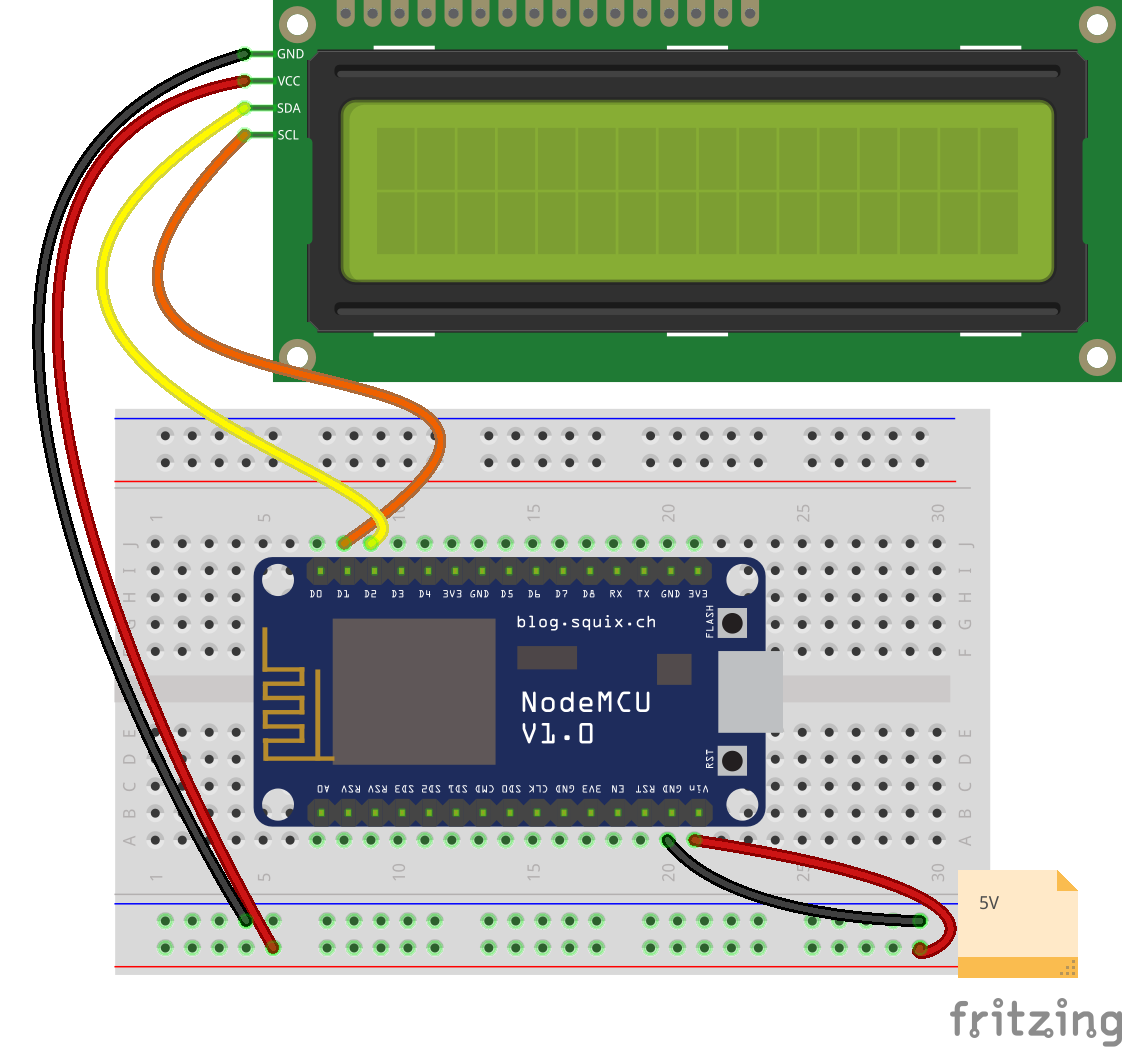 GND
VCC
SDA
SCL
1 5 10 15 20 25 30
J J
I I
H H
G G
F
D0 D1 D2 D3 D4 3V3 GND D5 D6 D7 D8 RX TX GND 3V3
FLASH
blog.squix.ch
NodeMCU
V1.0
RST
E E
D D
C C
B B
A A
A0 RSV RSV SD3 SD2 SD1 CMD SD0 CLK GND 3V3 EN RST GND Vin
1 5 10 15 20 25 30
5V
fritzing